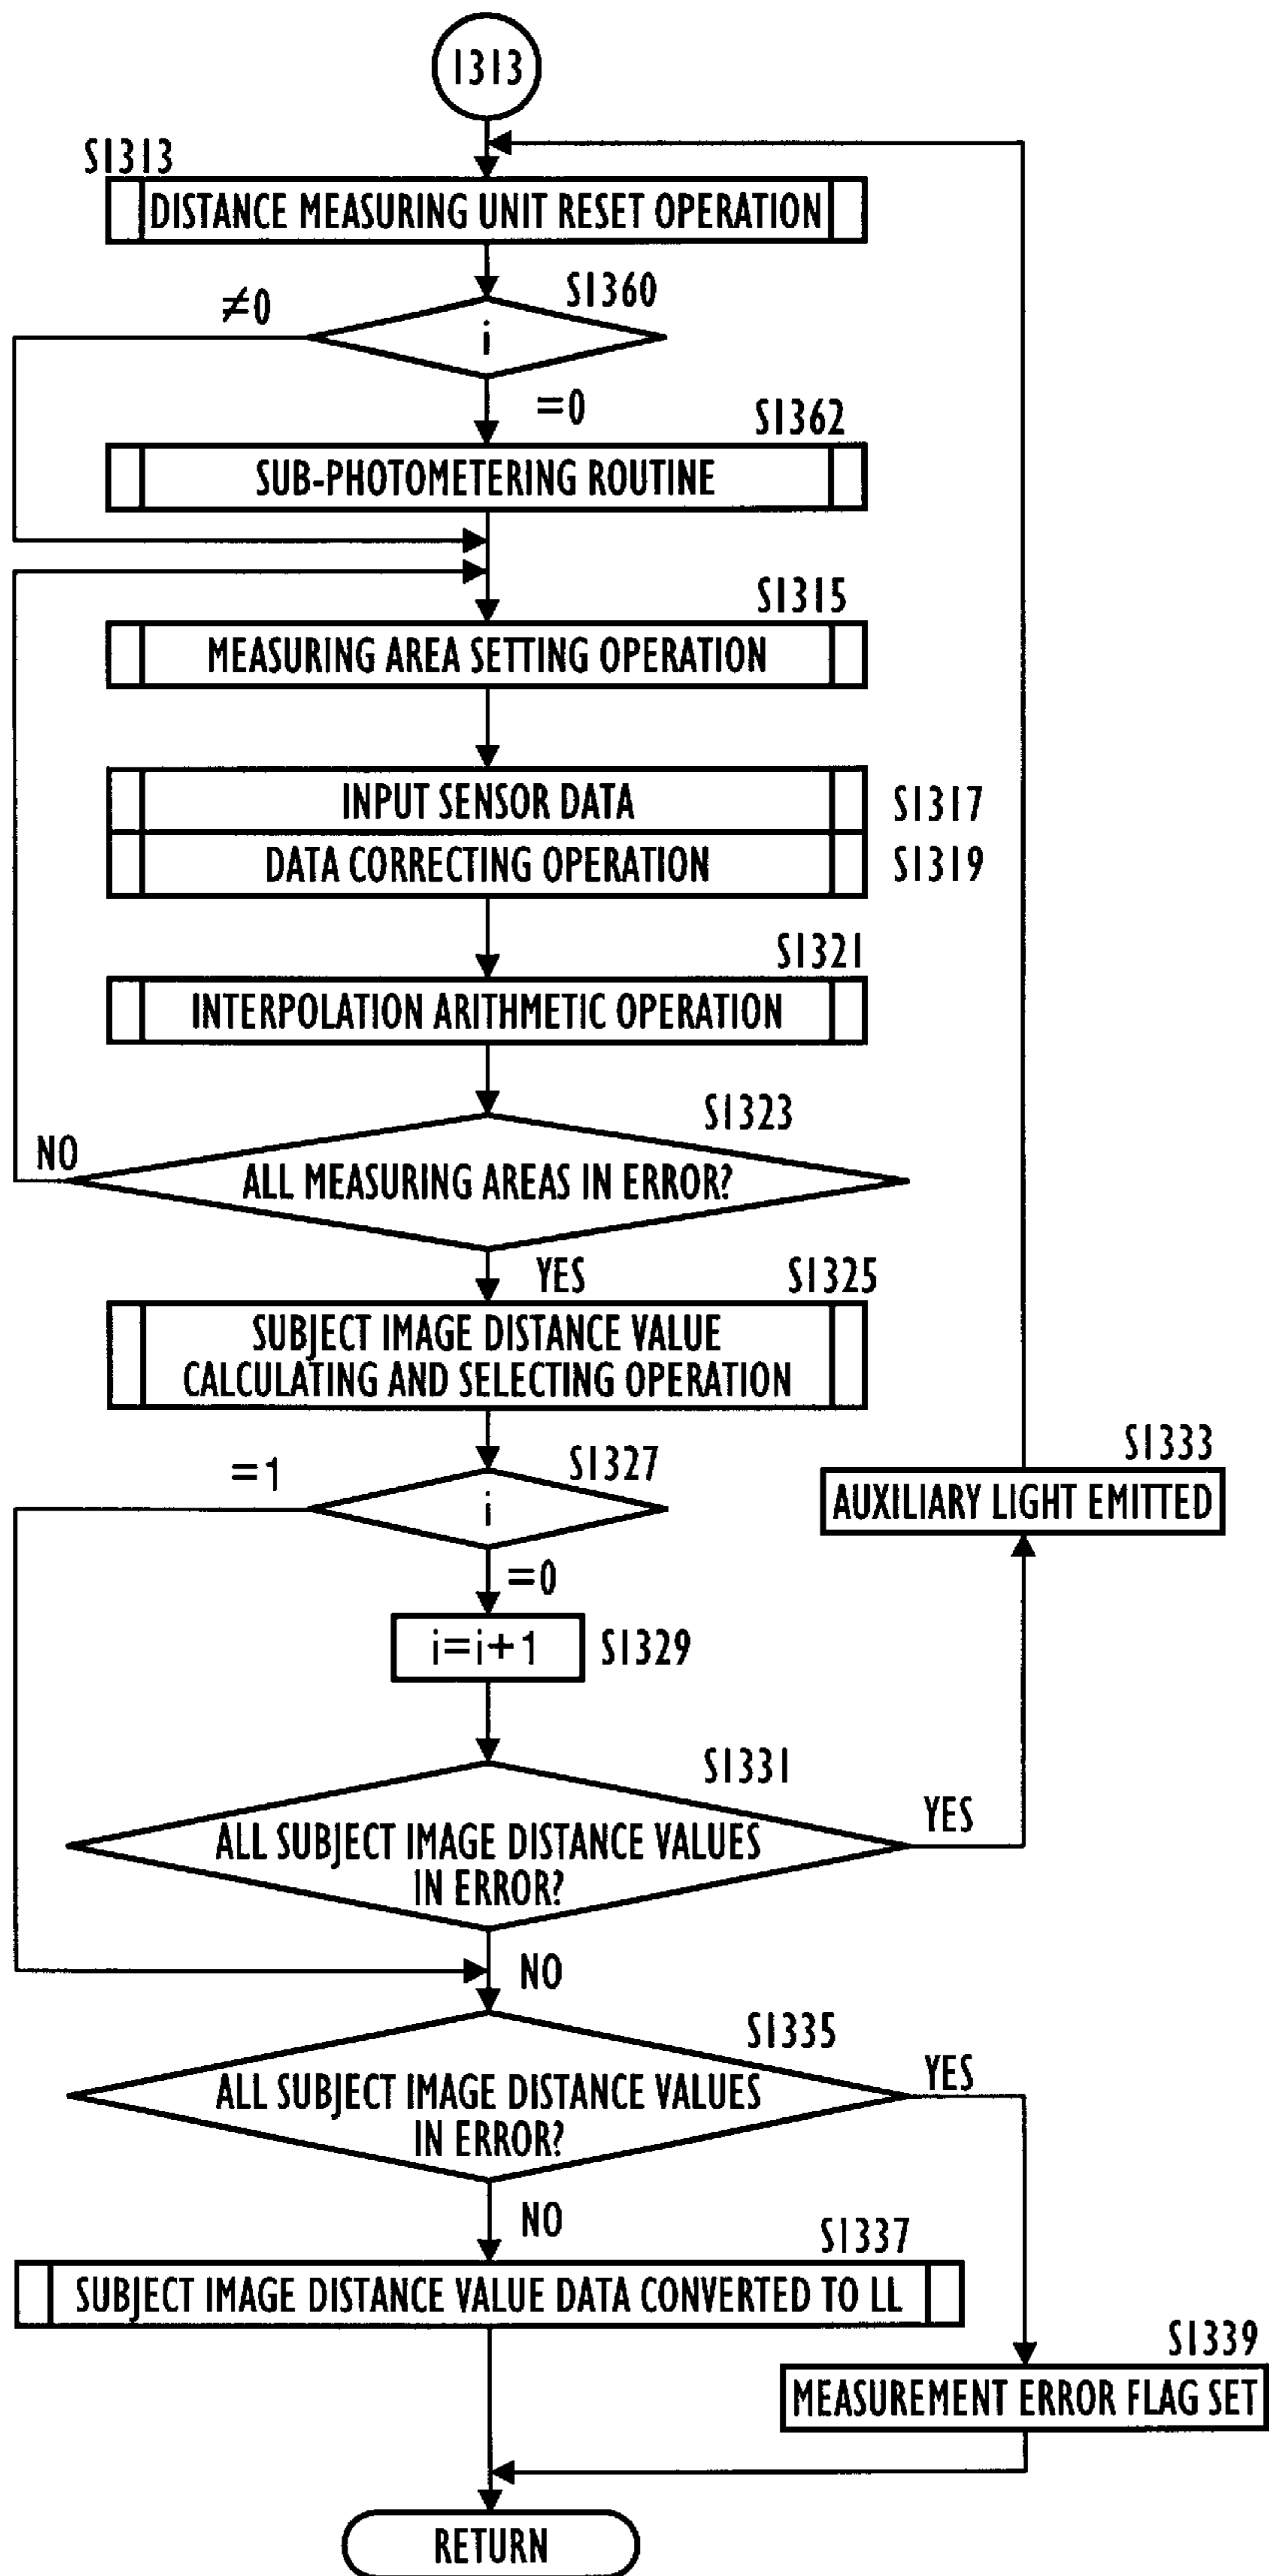 1313
S1313
DISTANCE MEASURING UNIT RESET OPERATION
S1360
≠0
i
=0
S1362
SUB-PHOTOMETERING ROUTINE
S1315
MEASURING AREA SETTING OPERATION
INPUT SENSOR DATA
S1317
DATA CORRECTING OPERATION
S1319
S1321
INTERPOLATION ARITHMETIC OPERATION
S1323
NO
ALL MEASURING AREAS IN ERROR?
YES
S1325
SUBJECT IMAGE DISTANCE VALUE
CALCULATING AND SELECTING OPERATION
S1327
=1
i
S1333
AUXILIARY LIGHT EMITTED
=0
i=i+1
S1329
S1331
YES
ALL SUBJECT IMAGE DISTANCE VALUES
IN ERROR?
NO
S1335
YES
ALL SUBJECT IMAGE DISTANCE VALUES
IN ERROR?
NO
S1337
SUBJECT IMAGE DISTANCE VALUE DATA CONVERTED TO LL
S1339
MEASUREMENT ERROR FLAG SET
RETURN